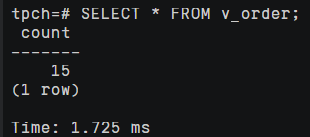 tpch=# SELECT * FROM v_order;
count
-------
15
(1 row)
Time: 1.725 ms